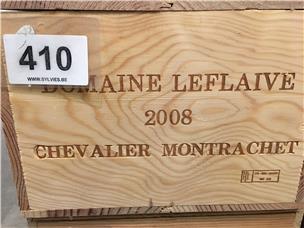 410
WWW.SYLVIES.BE
DOMAINE LEFLAIVE
2008
CHEVALIER MONTRACHET